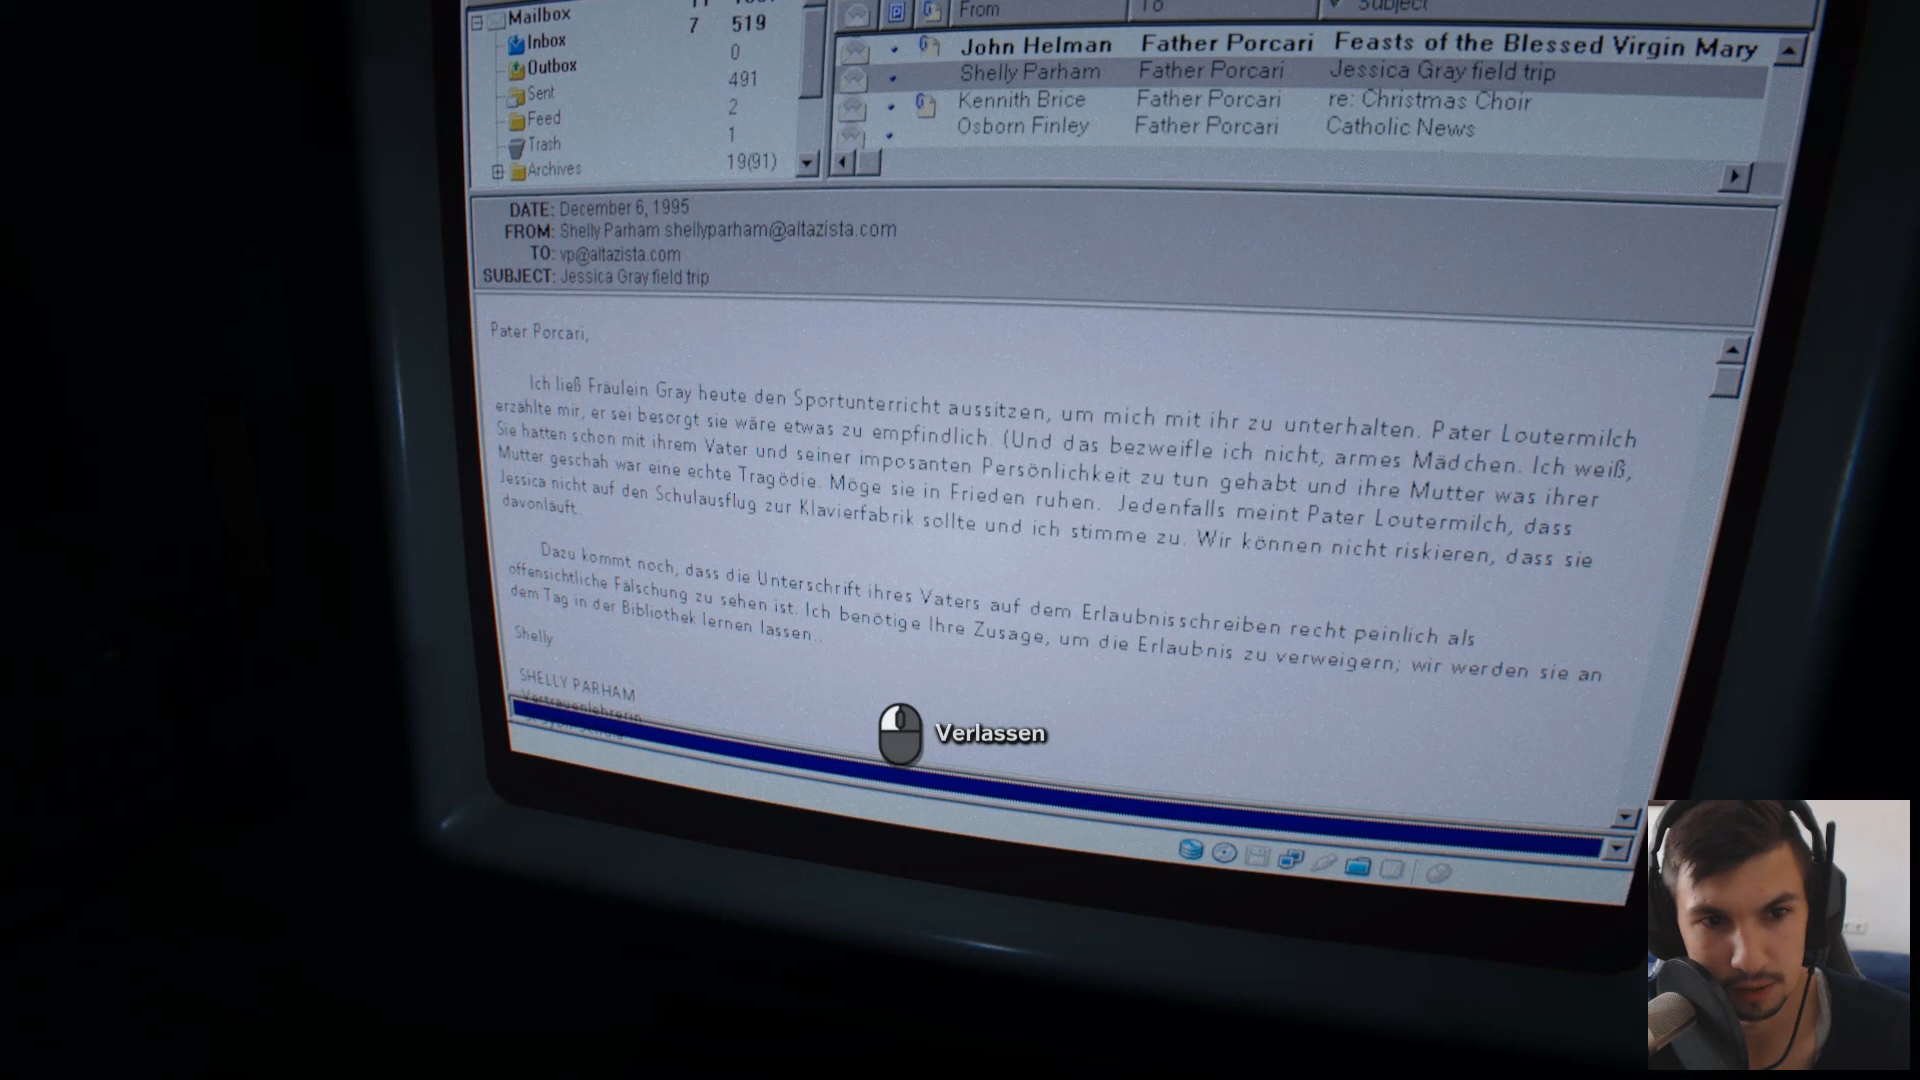 Mailbox
7 519
Inbox 0
Outbox 491
Sent 2
Feed 1
Trash 19(91)
Archives
From To Subject
John Helman Father Porcari Feasts of the Blessed Virgin Mary
Shelly Parham Father Porcari Jessica Gray field trip
Kennith Brice Father Porcari re: Christmas Choir
Osborn Finley Father Porcari Catholic News
DATE: December 6, 1995
FROM: Shelly Parham shellyparham@altazista.com
TO: vp@altazista.com
SUBJECT: Jessica Gray field trip
Pater Porcari,
Ich ließ Fräulein Gray heute den Sportunterricht aussitzen, um mich mit ihr zu unterhalten. Pater Loutermilch
erzählte mir, er sei besorgt sie wäre etwas zu empfindlich. (Und das bezweifle ich nicht, armes Mädchen. Ich weiß,
Sie hatten schon mit ihrem Vater und seiner imposanten Persönlichkeit zu tun gehabt und ihre Mutter was ihrer
Mutter geschah war eine echte Tragödie. Möge sie in Frieden ruhen. Jedenfalls meint Pater Loutermilch, dass
Jessica nicht auf den Schulausflug zur Klavierfabrik sollte und ich stimme zu. Wir können nicht riskieren, dass sie
davonläuft.
Dazu kommt noch, dass die Unterschrift ihres Vaters auf dem Erlaubnisschreiben recht peinlich als
offensichtliche Fälschung zu sehen ist. Ich benötige Ihre Zusage, um die Erlaubnis zu verweigern; wir werden sie an
dem Tag in der Bibliothek lernen lassen..
Shelly
SHELLY PARHAM
Vertrauenlehrerin
Verlassen